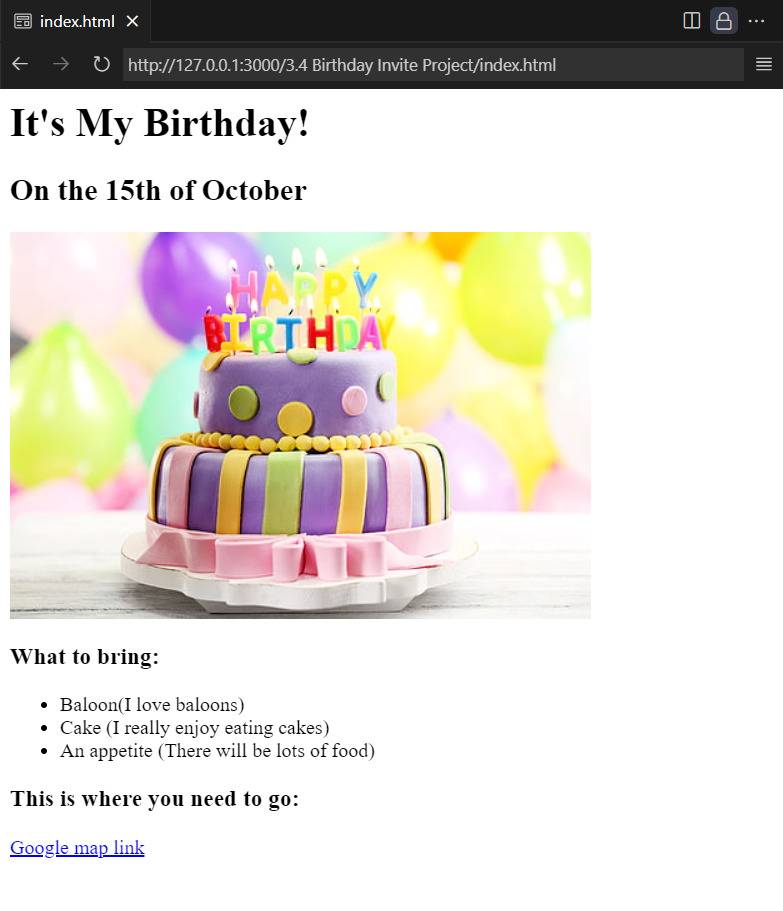 index.html
http://127.0.0.1:3000/3.4 Birthday Invite Project/index.html
It's My Birthday!
On the 15th of October
HAPPY
BIRTHDAY
What to bring:
Baloon(I love baloons)
Cake (I really enjoy eating cakes)
An appetite (There will be lots of food)
This is where you need to go:
Google map link